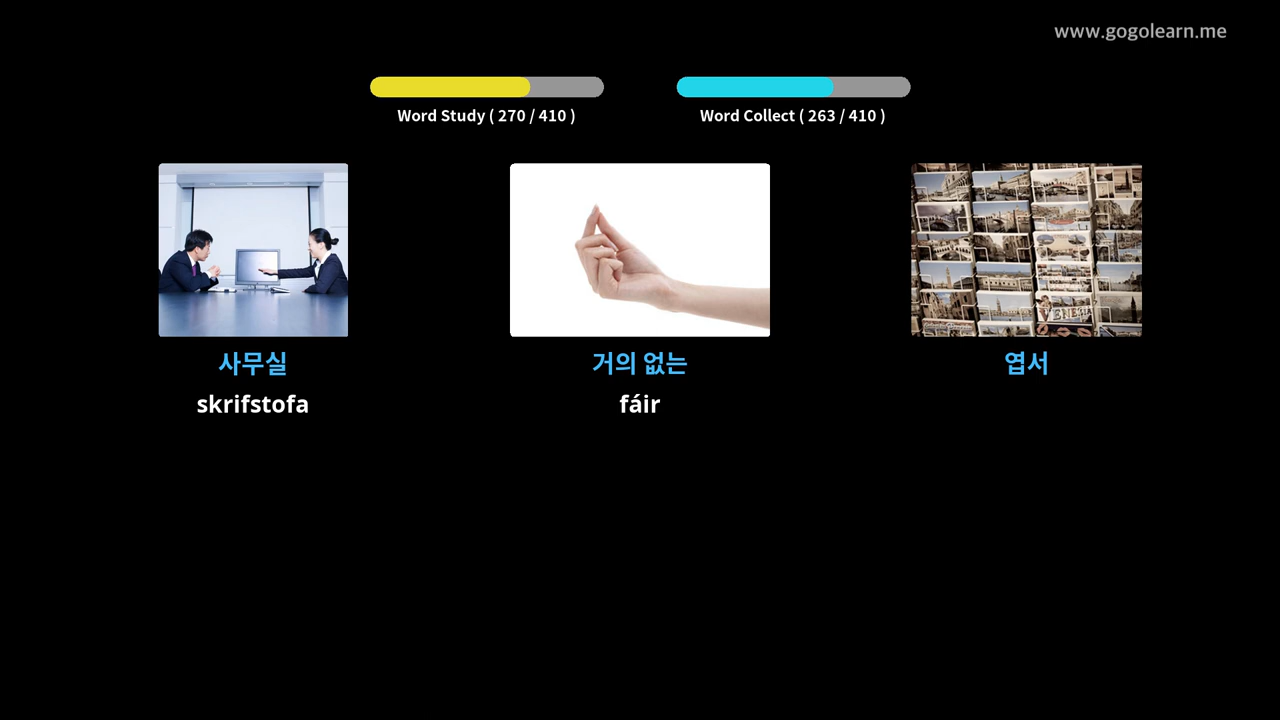 www.gogolearn.me
Word Study ( 270 / 410 )
Word Collect ( 263 / 410 )
VENEZIA
사무실
거의 없는
엽서
skrifstofa
fáir